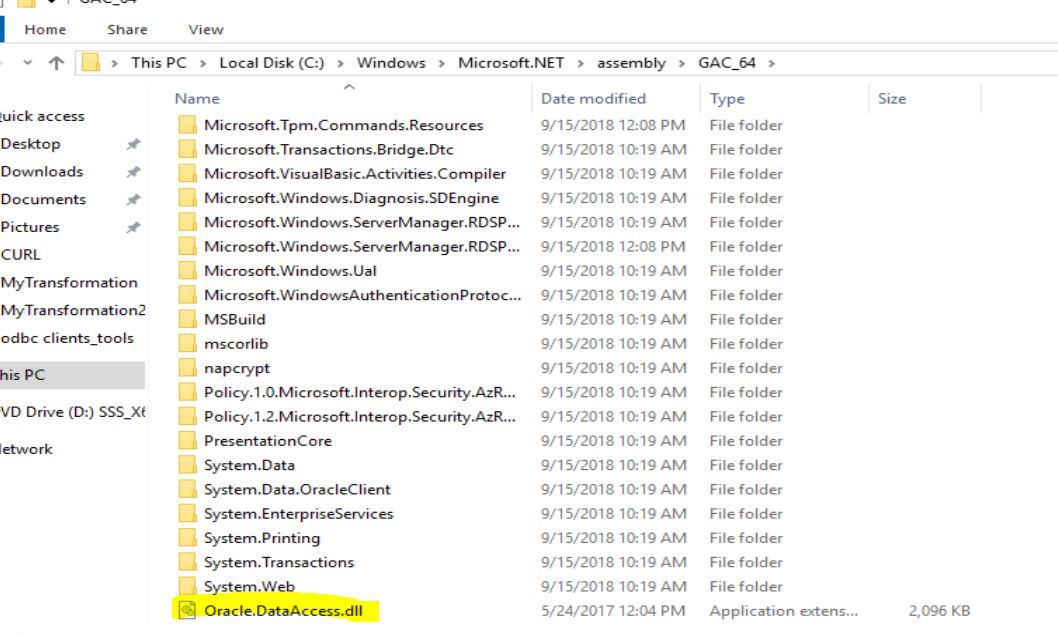 GAC_64
Home Share View
This PC > Local Disk (C:) > Windows > Microsoft.NET > assembly > GAC_64 >
Name Date modified Type Size
uick access
Desktop
Downloads
Documents
Pictures
CURL
MyTransformation
MyTransformation2
odbc clients_tools
his PC
VD Drive (D:) SSS_X6
etwork
Microsoft.Tpm.Commands.Resources 9/15/2018 12:08 PM File folder
Microsoft.Transactions.Bridge.Dtc 9/15/2018 10:19 AM File folder
Microsoft.VisualBasic.Activities.Compiler 9/15/2018 10:19 AM File folder
Microsoft.Windows.Diagnosis.SDEngine 9/15/2018 10:19 AM File folder
Microsoft.Windows.ServerManager.RDSP... 9/15/2018 10:19 AM File folder
Microsoft.Windows.ServerManager.RDSP... 9/15/2018 12:08 PM File folder
Microsoft.Windows.Ual 9/15/2018 10:19 AM File folder
Microsoft.WindowsAuthenticationProtoc... 9/15/2018 10:19 AM File folder
MSBuild 9/15/2018 10:19 AM File folder
mscorlib 9/15/2018 10:19 AM File folder
napcrypt 9/15/2018 10:19 AM File folder
Policy.1.0.Microsoft.Interop.Security.AzR... 9/15/2018 10:19 AM File folder
Policy.1.2.Microsoft.Interop.Security.AzR... 9/15/2018 10:19 AM File folder
PresentationCore 9/15/2018 10:19 AM File folder
System.Data 9/15/2018 10:19 AM File folder
System.Data.OracleClient 9/15/2018 10:19 AM File folder
System.EnterpriseServices 9/15/2018 10:19 AM File folder
System.Printing 9/15/2018 10:19 AM File folder
System.Transactions 9/15/2018 10:19 AM File folder
System.Web 9/15/2018 10:19 AM File folder
Oracle.DataAccess.dll 5/24/2017 12:04 PM Application extens... 2,096 KB